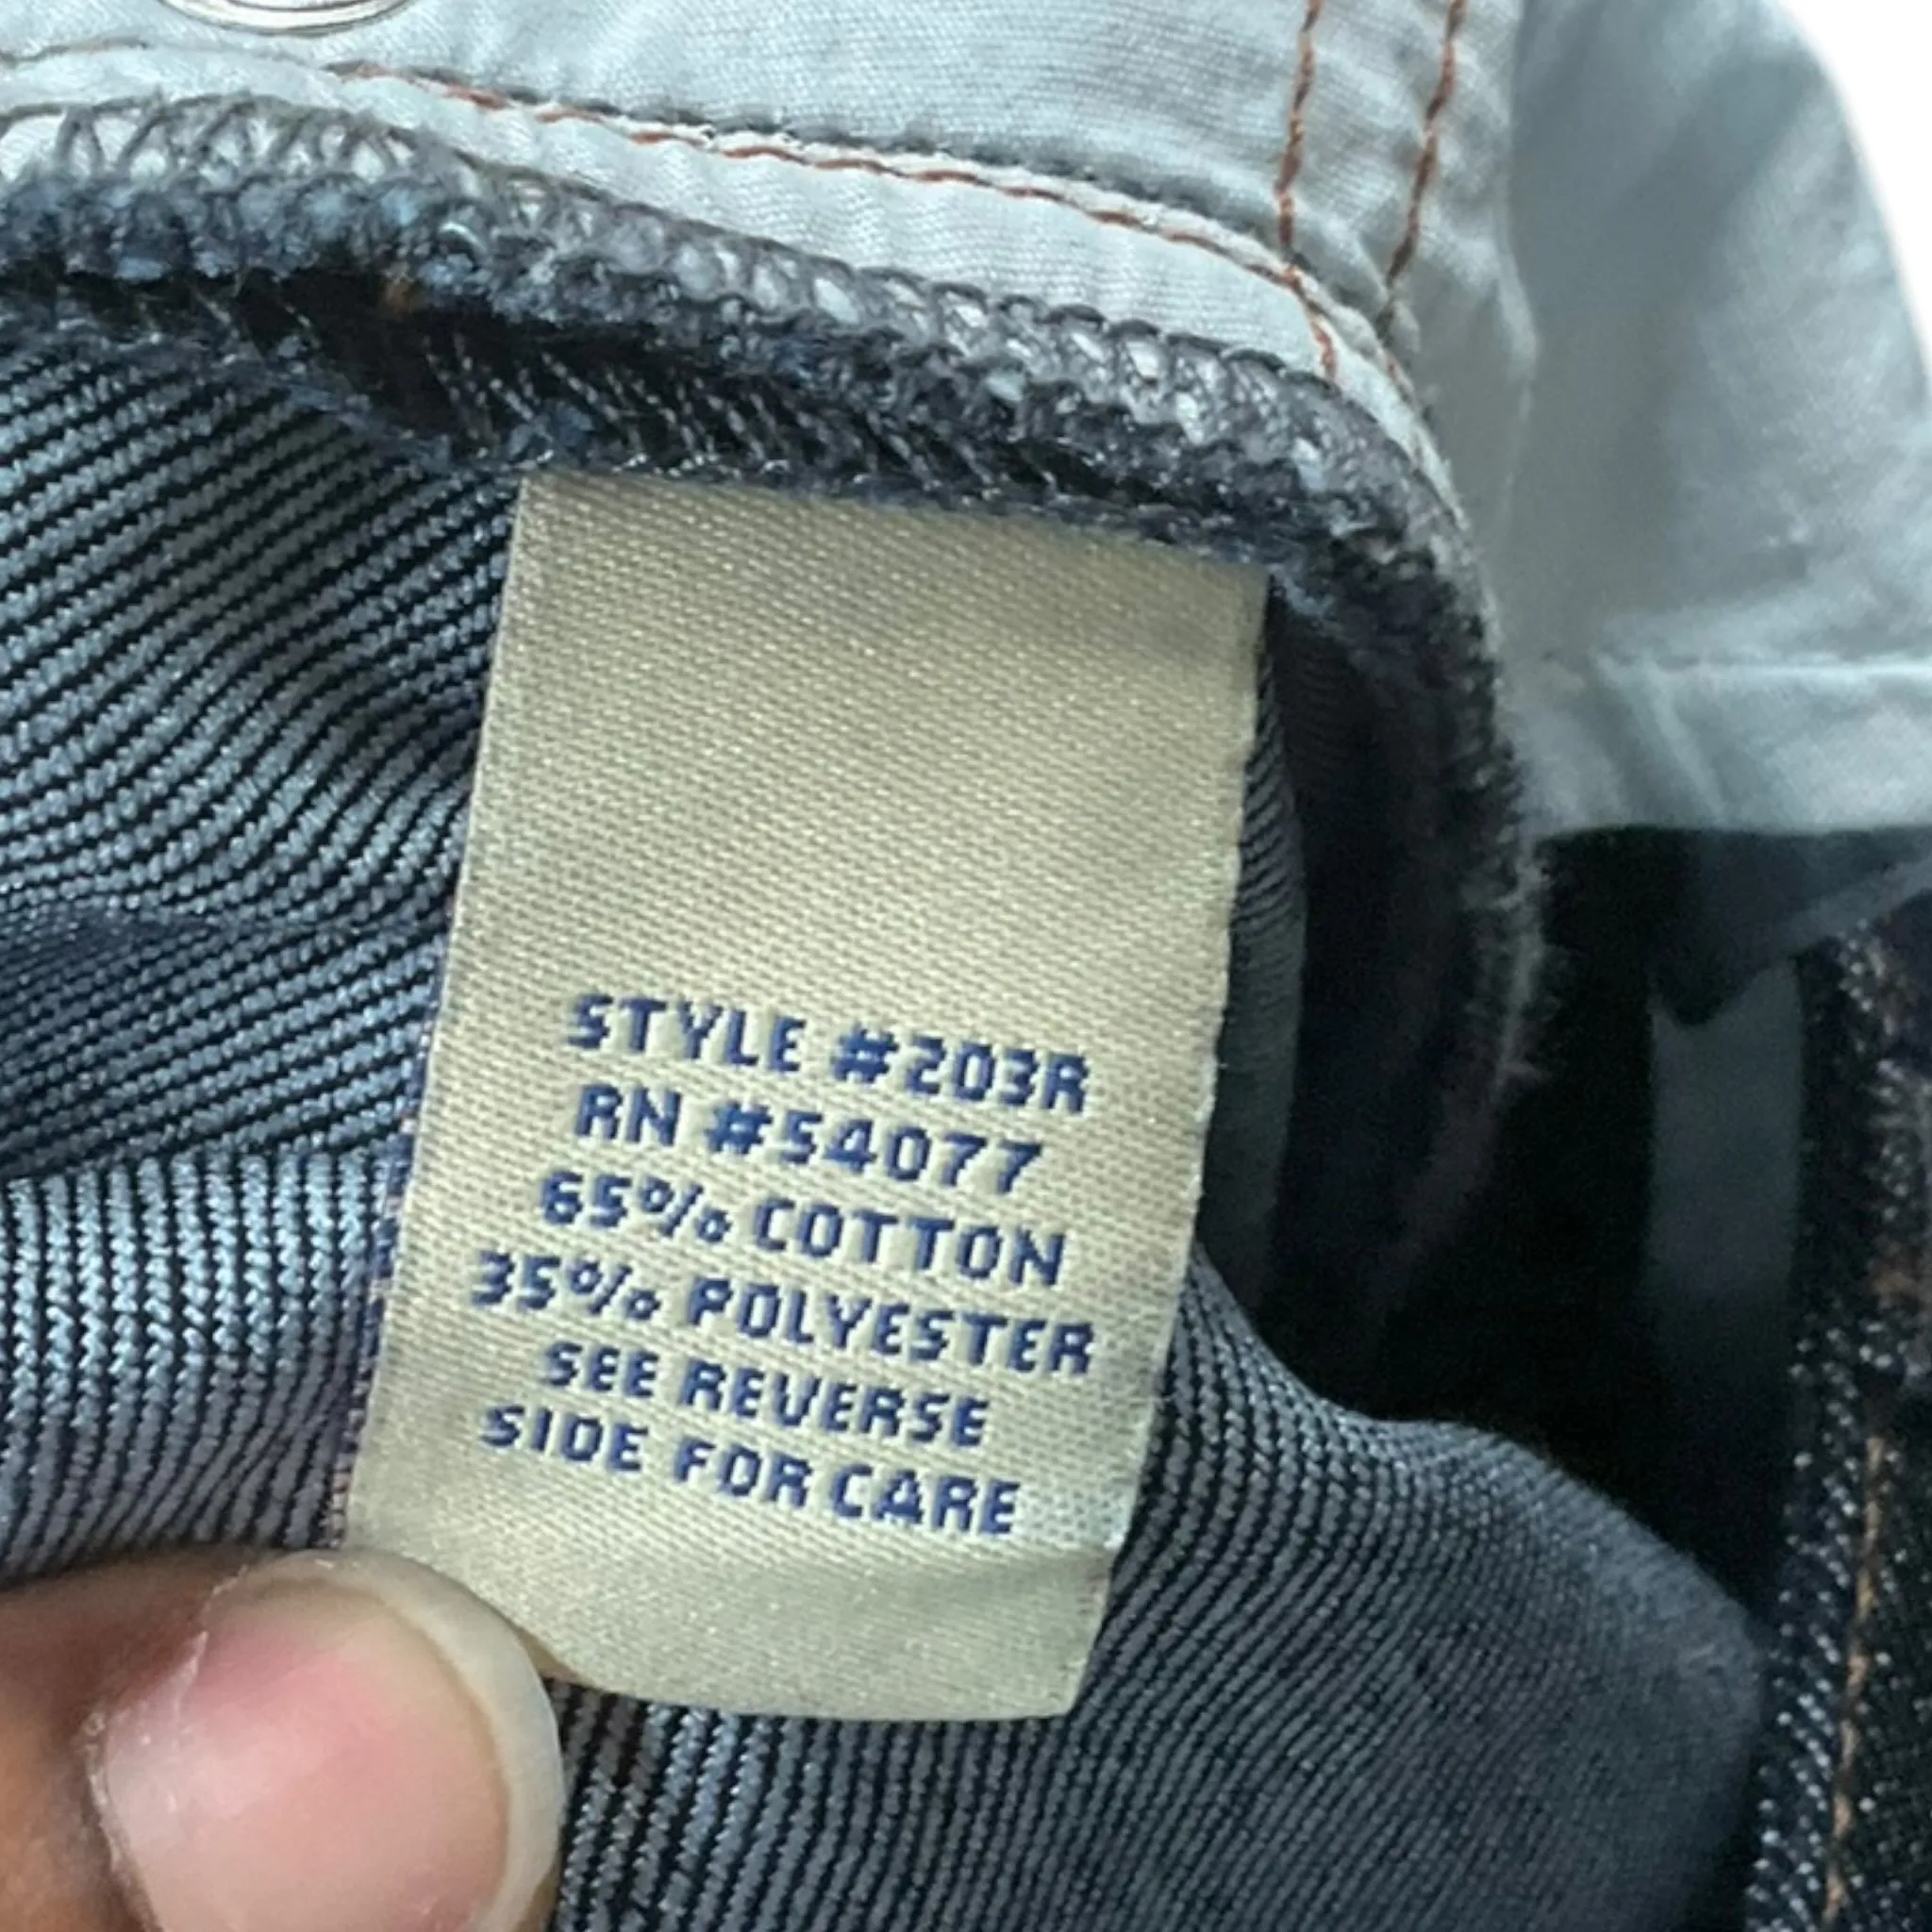 STYLE #203R
RN #54077
65% COTTON
35% POLYESTER
SEE REVERSE
SIDE FOR CARE